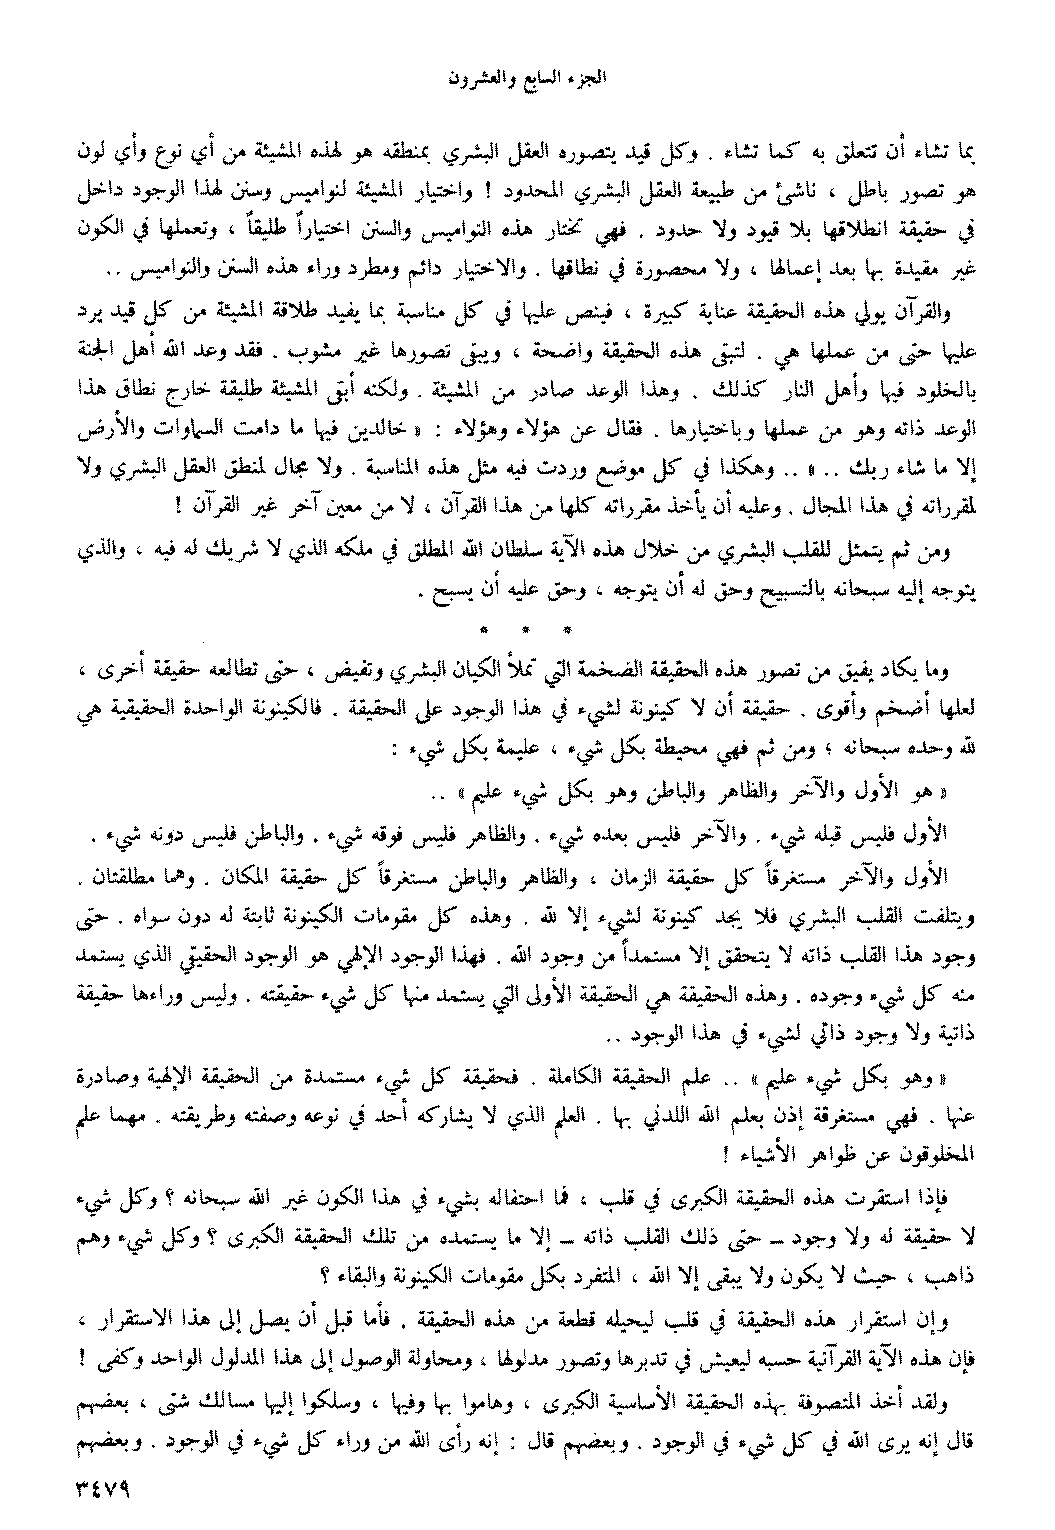 الجزء السابع والعشرون
بما تشاء أن تتعلق به كما تشاء . وكل قيد يتصوره العقل البشري بمنطقه هو لهذه المشيئة من أي نوع وأي لون
هو تصور باطل ، ناشئ من طبيعة العقل البشري المحدود ! واختيار المشيئة لنواميس وسنن لهذا الوجود داخل
في حقيقة انطلاقها بلا قيود ولا حدود . فهي تختار هذه النواميس والسنن اختياراً طليقاً ، وتعملها في الكون
غير مقيدة بها بعد إعمالها ، ولا محصورة في نطاقها . والاختيار دائم ومطرد وراء هذه السنن والنواميس ..
والقرآن يولي هذه الحقيقة عناية كبيرة ، فينص عليها في كل مناسبة بما يفيد طلاقة المشيئة من كل قيد يرد
عليها حتى من عملها هي . لتبقى هذه الحقيقة واضحة ، ويبقى تصورها غير مشوب . فقد وعد الله أهل الجنة
بالخلود فيها وأهل النار كذلك . وهذا الوعد صادر من المشيئة . ولكنه أبقى المشيئة طليقة خارج نطاق هذا
الوعد ذاته وهو من عملها وباختيارها . فقال عن هؤلاء وهؤلاء : « خالدين فيها ما دامت السماوات والأرض
إلا ما شاء ربك .. » .. وهكذا في كل موضع وردت فيه مثل هذه المناسبة . ولا مجال لمنطق العقل البشري ولا
لمقرراته في هذا المجال . وعليه أن يأخذ مقرراته كلها من هذا القرآن ، لا من معين آخر غير القرآن !
ومن ثم يتمثل للقلب البشري من خلال هذه الآية سلطان الله المطلق في ملكه الذي لا شريك له فيه ، والذي
يتوجه إليه سبحانه بالتسبيح وحق له أن يتوجه ، وحق عليه أن يسبح .
* * *
وما يكاد يفيق من تصور هذه الحقيقة الضخمة التي تملأ الكيان البشري وتفيض ، حتى تطالعه حقيقة أخرى ،
لعلها أضخم وأقوى . حقيقة أن لا كينونة لشيء في هذا الوجود على الحقيقة . فالكينونة الواحدة الحقيقية هي
لله وحده سبحانه ؛ ومن ثم فهي محيطة بكل شيء ، عليمة بكل شيء :
« هو الأول والآخر والظاهر والباطن وهو بكل شيء عليم » ..
الأول فليس قبله شيء . والآخر فليس بعده شيء . والظاهر فليس فوقه شيء . والباطن فليس دونه شيء .
الأول والآخر مستغرقاً كل حقيقة الزمان ، والظاهر والباطن مستغرقاً كل حقيقة المكان . وهما مطلقتان .
ويتلفت القلب البشري فلا يجد كينونة لشيء إلا لله . وهذه كل مقومات الكينونة ثابتة له دون سواه . حتى
وجود هذا القلب ذاته لا يتحقق إلا مستمداً من وجود الله . فهذا الوجود الإلهي هو الوجود الحقيقي الذي يستمد
منه كل شيء وجوده . وهذه الحقيقة هي الحقيقة الأولى التي يستمد منها كل شيء حقيقته . وليس وراءها حقيقة
ذاتية ولا وجود ذاتي لشيء في هذا الوجود ..
« وهو بكل شيء عليم » .. علم الحقيقة الكاملة . فحقيقة كل شيء مستمدة من الحقيقة الإلهية وصادرة
عنها . فهي مستغرقة إذن بعلم الله اللدني بها . العلم الذي لا يشاركه أحد في نوعه وصفته وطريقته . مهما علم
المخلوقون عن ظواهر الأشياء !
فإذا استقرت هذه الحقيقة الكبرى في قلب ، فما احتفاله بشيء في هذا الكون غير الله سبحانه ؟ وكل شيء
لا حقيقة له ولا وجود – حتى ذلك القلب ذاته – إلا ما يستمده من تلك الحقيقة الكبرى ؟ وكل شيء وهم
ذاهب ، حيث لا يكون ولا يبقى إلا الله ، المتفرد بكل مقومات الكينونة والبقاء ؟
وإن استقرار هذه الحقيقة في قلب ليحيله قطعة من هذه الحقيقة . فأما قبل أن يصل إلى هذا الاستقرار ،
فإن هذه الآية القرآنية حسبه ليعيش في تدبرها وتصور مدلولها ، ومحاولة الوصول إلى هذا المدلول الواحد وكفى !
ولقد أخذ المتصوفة بهذه الحقيقة الأساسية الكبرى ، وهاموا بها وفيها ، وسلكوا إليها مسالك شتى ، بعضهم
قال إنه يرى الله في كل شيء في الوجود . وبعضهم قال : إنه رأى الله من وراء كل شيء في الوجود . وبعضهم
٣٤٧٩